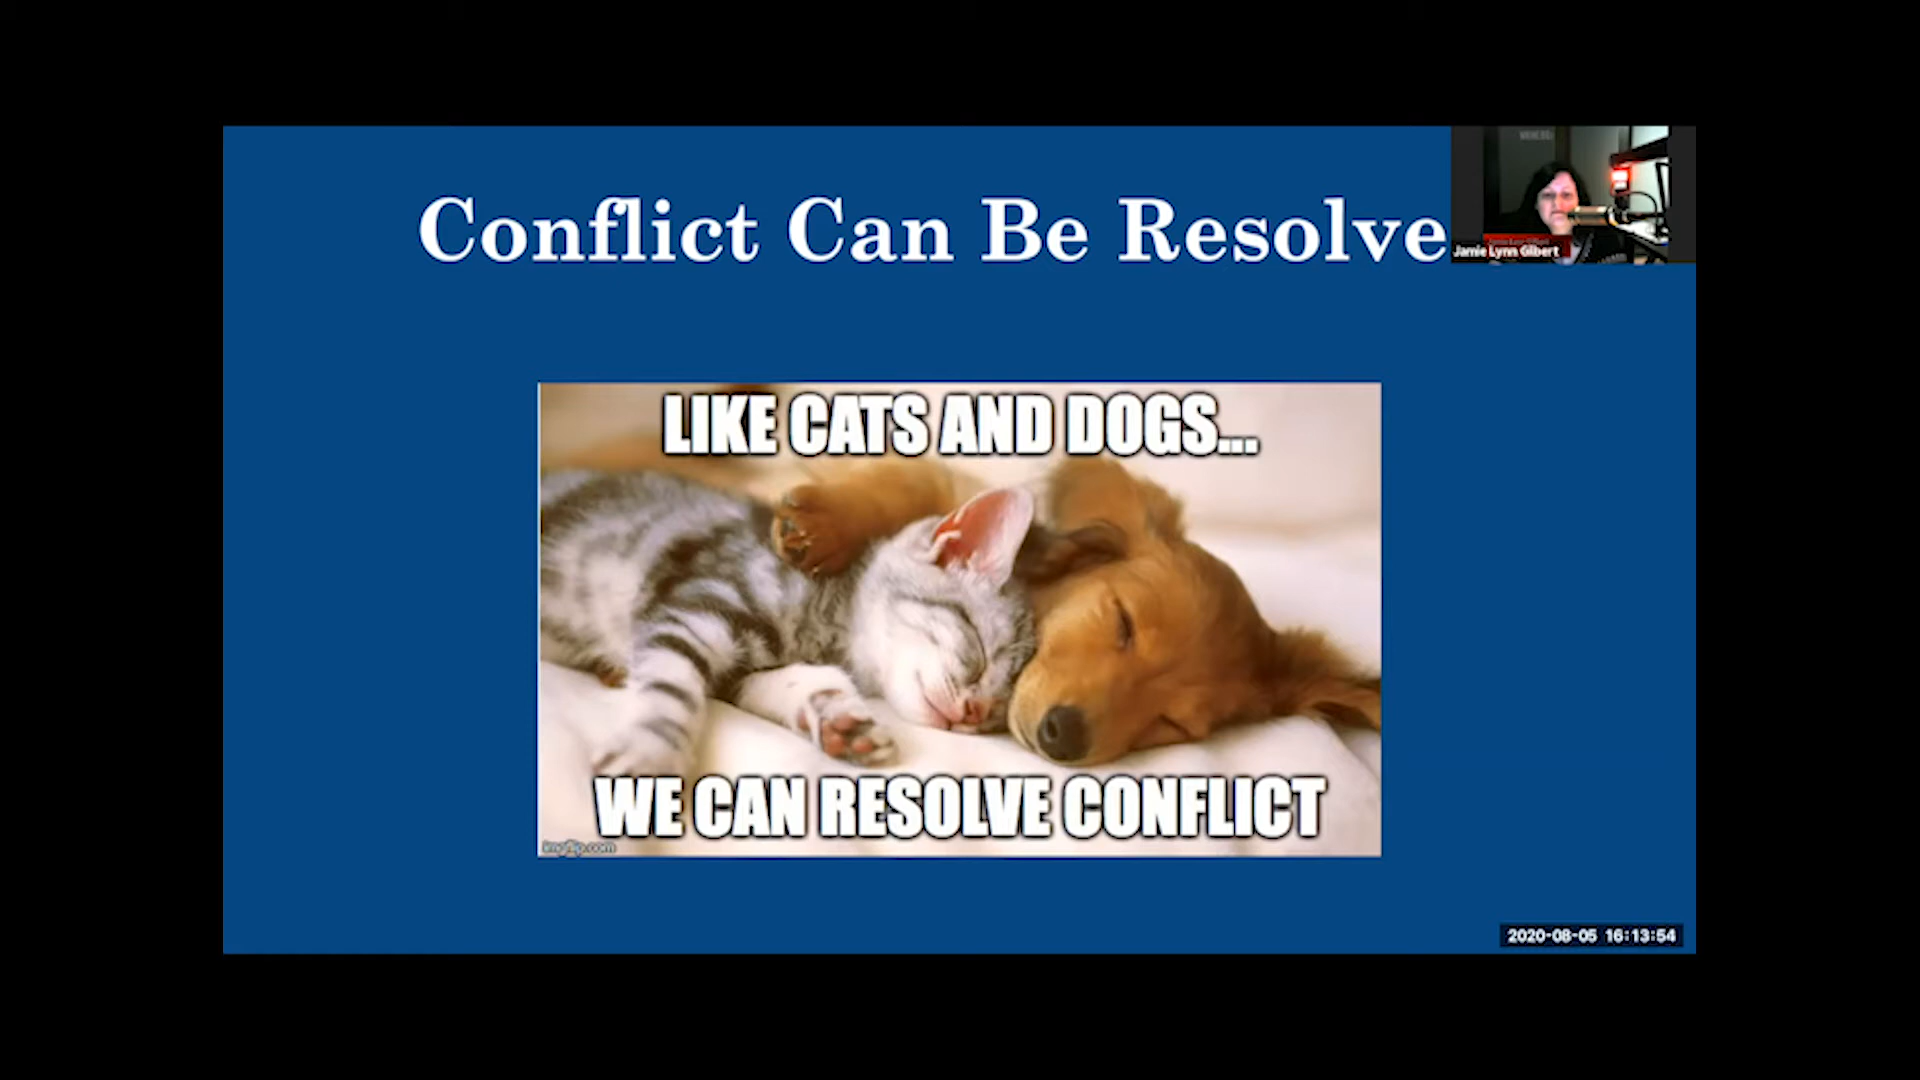 Conflict Can Be Resolve
Jamie Lynn Gilbert
LIKE CATS AND DOGS...
WE CAN RESOLVE CONFLICT
imgflip.com
2020-08-05 16:13:54